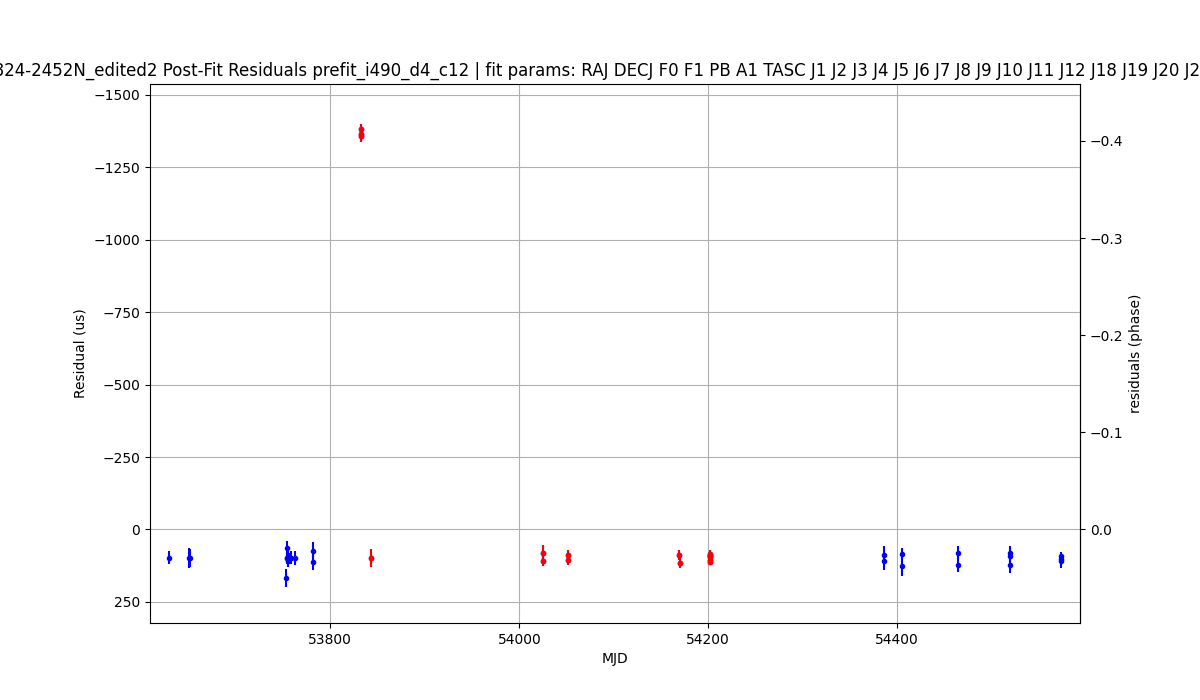 324-2452N_edited2 Post-Fit Residuals prefit_i490_d4_c12 | fit params: RAJ DECJ F0 F1 PB A1 TASC J1 J2 J3 J4 J5 J6 J7 J8 J9 J10 J11 J12 J18 J19 J20 J2
−1500
−1250
−1000
−750
−500
−250
0
250
Residual (us)
−0.4
−0.3
−0.2
−0.1
0.0
residuals (phase)
53800 54000 54200 54400
MJD